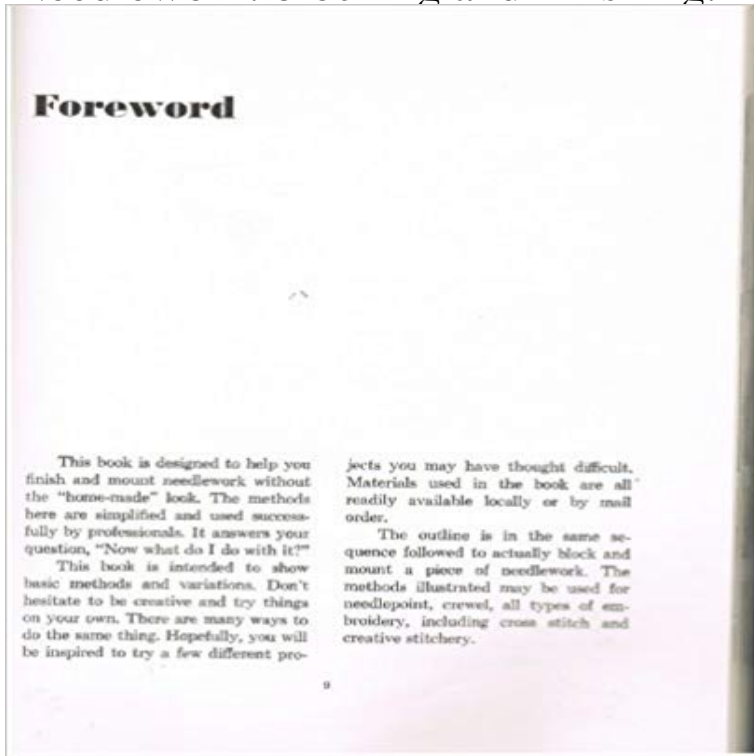 Foreword
This book is designed to help you
finish and mount needlework without
the "home-made" look. The methods
here are simplified and used success-
fully by professionals. It answers your
question, "Now what do I do with it?"
This book is intended to show
basic methods and variations. Don't
hesitate to be creative and try things
on your own. There are many ways to
do the same thing. Hopefully, you will
be inspired to try a few different pro-
jects you may have thought difficult.
Materials used in the book are all
readily available locally or by mail
order.
The outline is in the same se-
quence followed to actually block and
mount a piece of needlework. The
methods illustrated may be used for
needlepoint, crewel, all types of em-
broidery, including cross stitch and
creative stitchery.
9